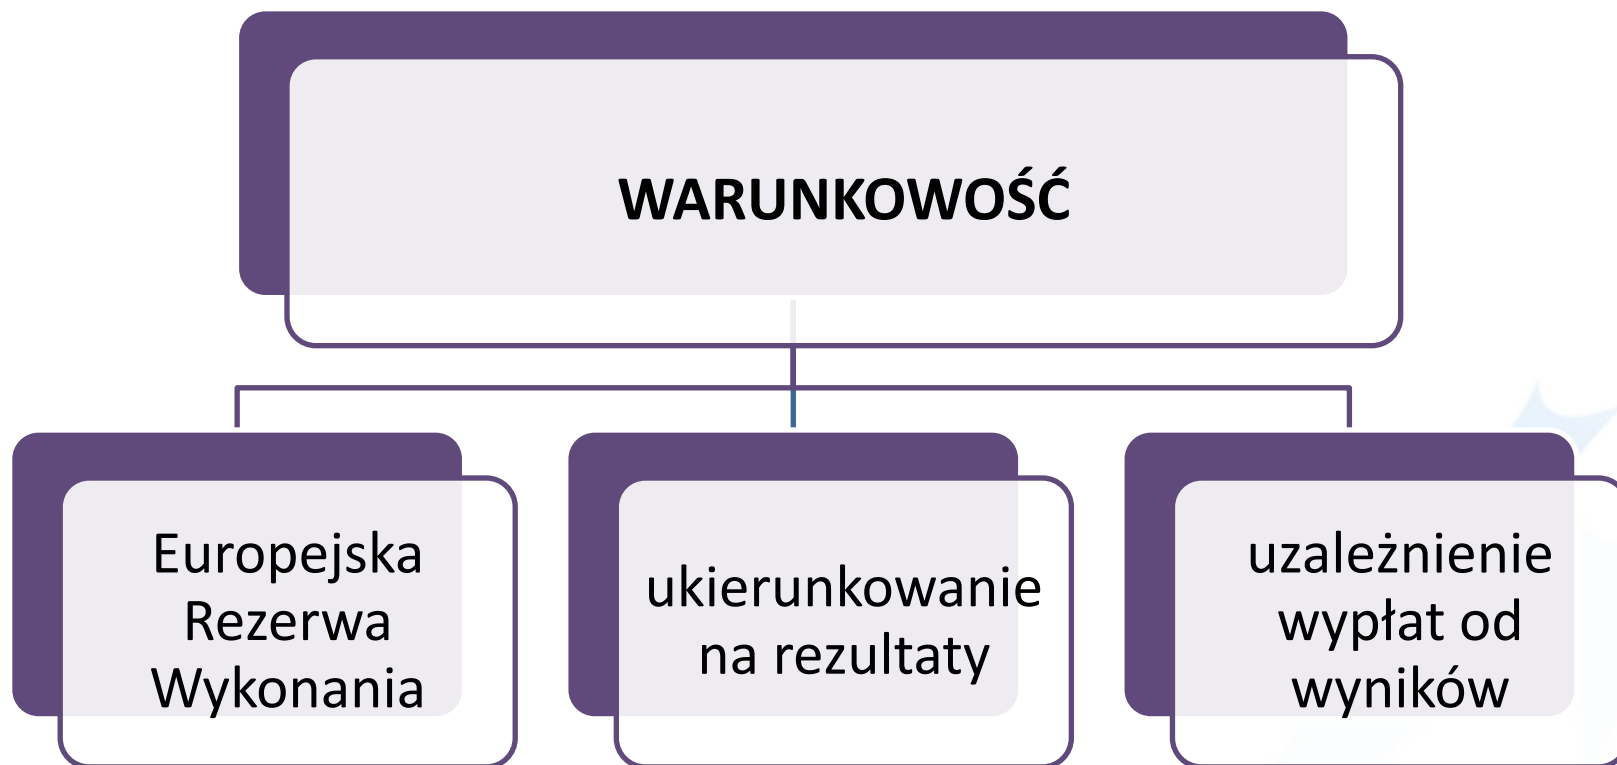 WARUNKOWOŚĆ
Europejska
Rezerwa
Wykonania
ukierunkowanie
na rezultaty
uzależnienie
wypłat od
wyników